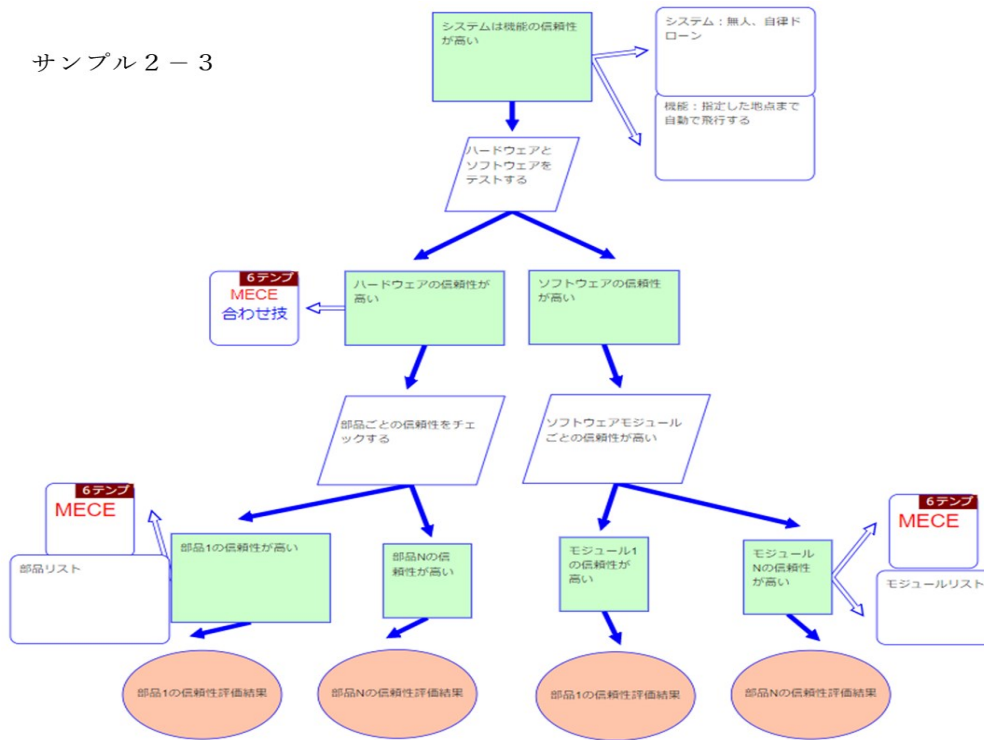 サンプル２－３
システムは機能の信頼性
が高い
システム：無人、自律ド
ローン
機能：指定した地点まで
自動で飛行する
ハードウェアと
ソフトウェアを
テストする
6テンプ
MECE
合わせ技
ハードウェアの信頼性が
高い
ソフトウェアの信頼性
が高い
部品ごとの信頼性をチェ
ックする
ソフトウェアモジュール
ごとの信頼性が高い
6テンプ
MECE
部品リスト
部品1の信頼性が高い
部品Nの信
頼性が高い
モジュール1
の信頼性が
高い
モジュール
Nの信頼性
が高い
6テンプ
MECE
モジュールリスト
部品1の信頼性評価結果
部品Nの信頼性評価結果
部品1の信頼性評価結果
部品Nの信頼性評価結果